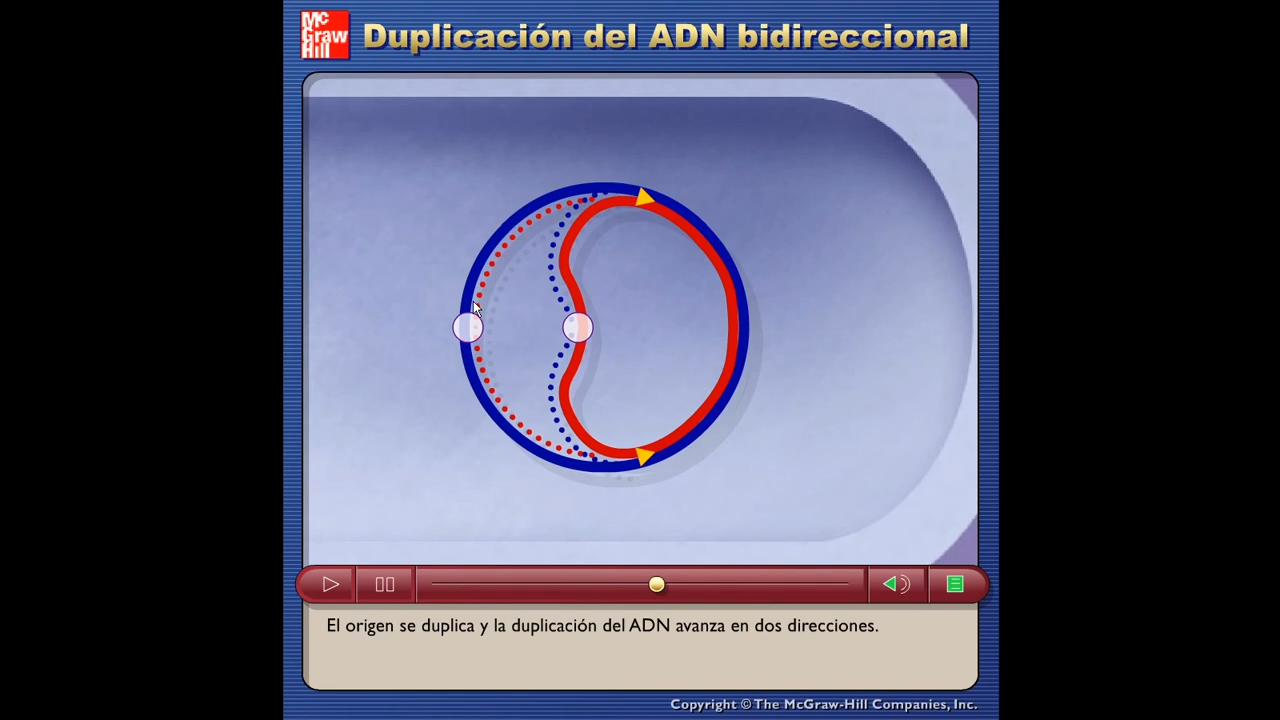 Mc
Graw
Hill
Duplicación del ADN bidireccional
El origen se duplica y la duplicación del ADN avanza en dos direcciones.
Copyright © The McGraw-Hill Companies, Inc.